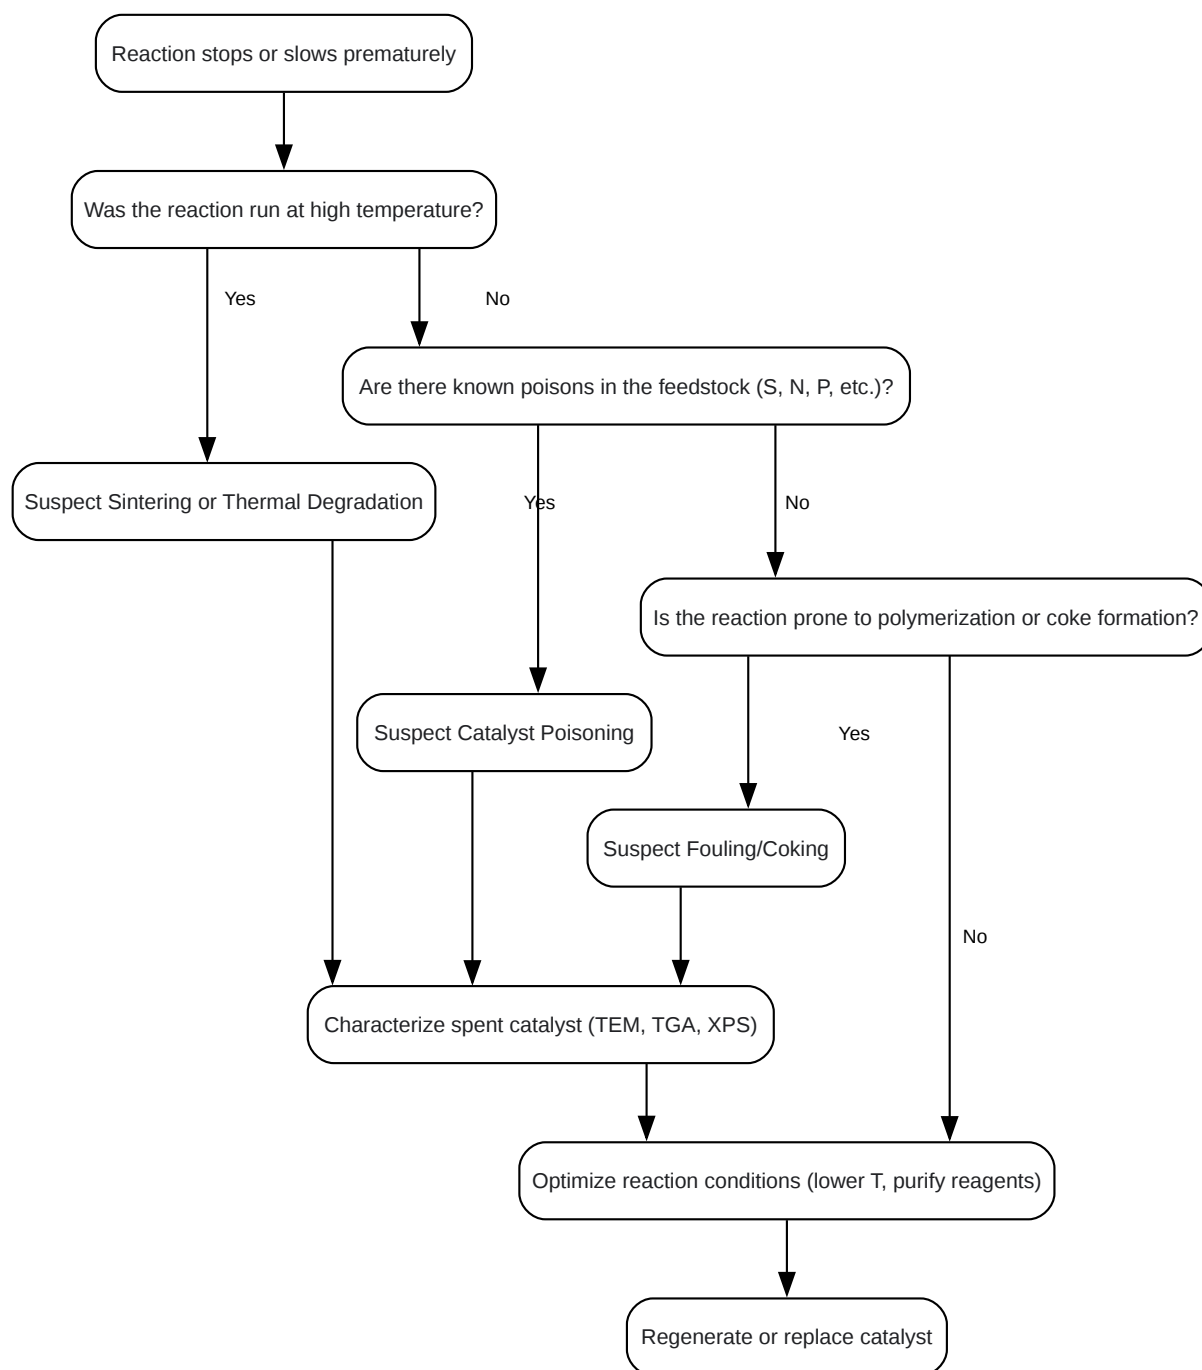 Reaction stops or slows prematurely
Was the reaction run at high temperature?
Yes
No
Are there known poisons in the feedstock (S, N, P, etc.)?
Suspect Sintering or Thermal Degradation
Yes
No
Is the reaction prone to polymerization or coke formation?
Suspect Catalyst Poisoning
Yes
Suspect Fouling/Coking
No
Characterize spent catalyst (TEM, TGA, XPS)
Optimize reaction conditions (lower T, purify reagents)
Regenerate or replace catalyst